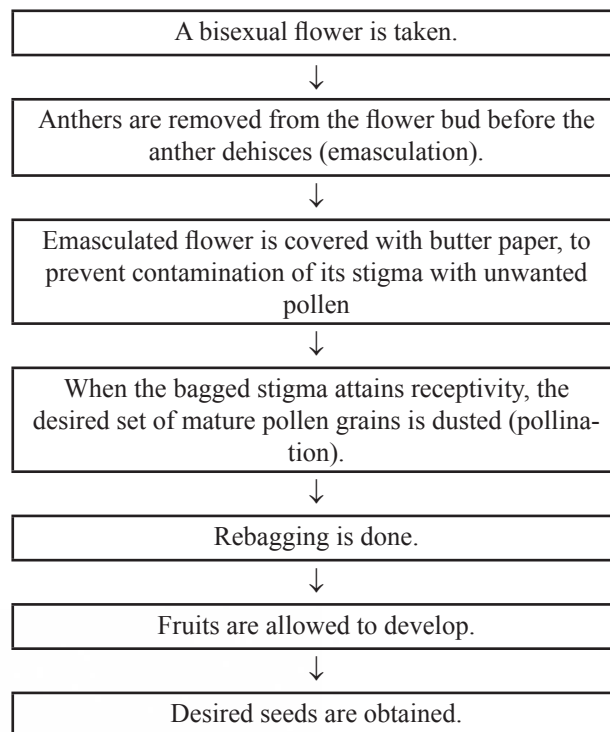 A bisexual flower is taken.
↓
Anthers are removed from the flower bud before the
anther dehisces (emasculation).
↓
Emasculated flower is covered with butter paper, to
prevent contamination of its stigma with unwanted
pollen
↓
When the bagged stigma attains receptivity, the
desired set of mature pollen grains is dusted (pollina-
tion).
↓
Rebagging is done.
↓
Fruits are allowed to develop.
↓
Desired seeds are obtained.